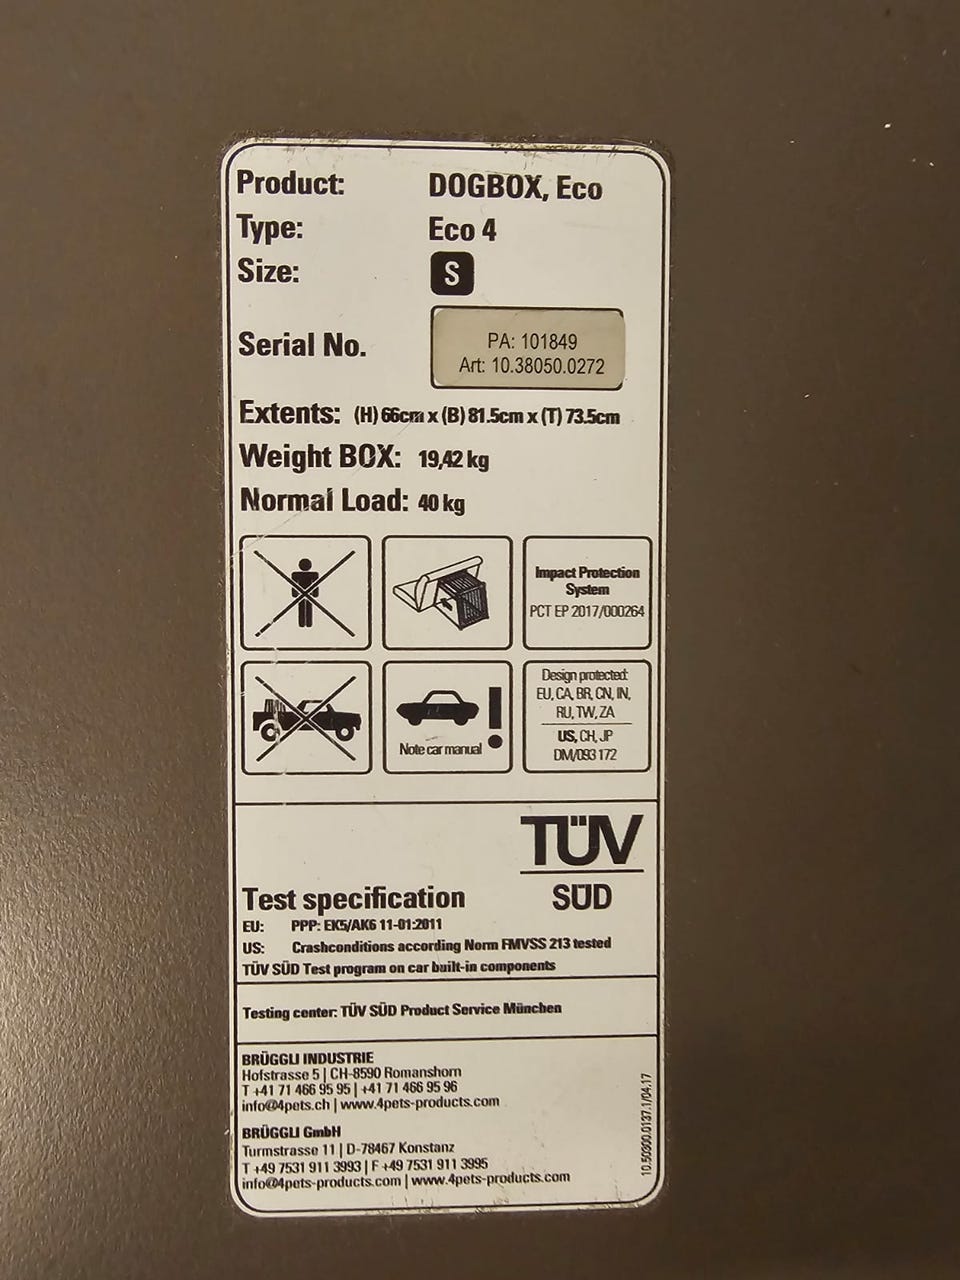 Product: DOGBOX, Eco
Type: Eco 4
Size: S
Serial No.
PA: 101849
Art: 10.38050.0272
Extents: (H) 66cm x (B) 81.5cm x (T) 73.5cm
Weight BOX: 19,42 kg
Normal Load: 40 kg
Impact Protection
System
PCT EP 2017/000264
Note car manual
!
Design protected:
EU, CA, BR, CN, IN,
RU, TW, ZA
US, CH, JP
DM/093 172
TÜV
SÜD
Test specification
EU: PPP: EK5/AK6 11-01:2011
US: Crashconditions according Norm FMVSS 213 tested
TÜV SÜD Test program on car built-in components
Testing center: TÜV SÜD Product Service München
BRÜGGLI INDUSTRIE
Hofstrasse 5 | CH-8590 Romanshorn
T +41 71 466 95 95 | +41 71 466 95 96
info@4pets.ch | www.4pets-products.com
BRÜGGLI GmbH
Turmstrasse 11 | D-78467 Konstanz
T +49 7531 911 3993 | F +49 7531 911 3995
info@4pets-products.com | www.4pets-products.com
10.50300.0137.1/04.17